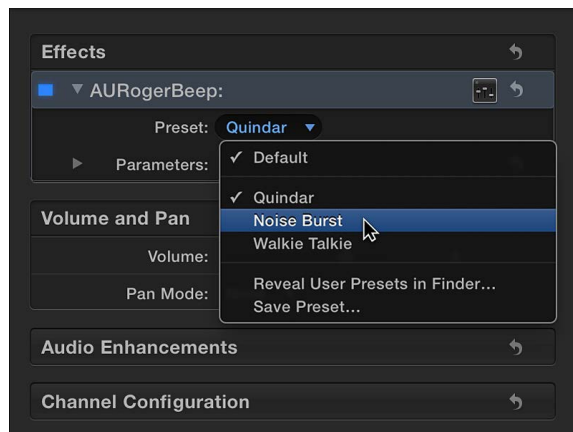 Effects
AURogerBeep:
Preset: Quindar
Parameters:
✓ Default
✓ Quindar
Noise Burst
Walkie Talkie
Reveal User Presets in Finder...
Save Preset...
Volume and Pan
Volume:
Pan Mode:
Audio Enhancements
Channel Configuration